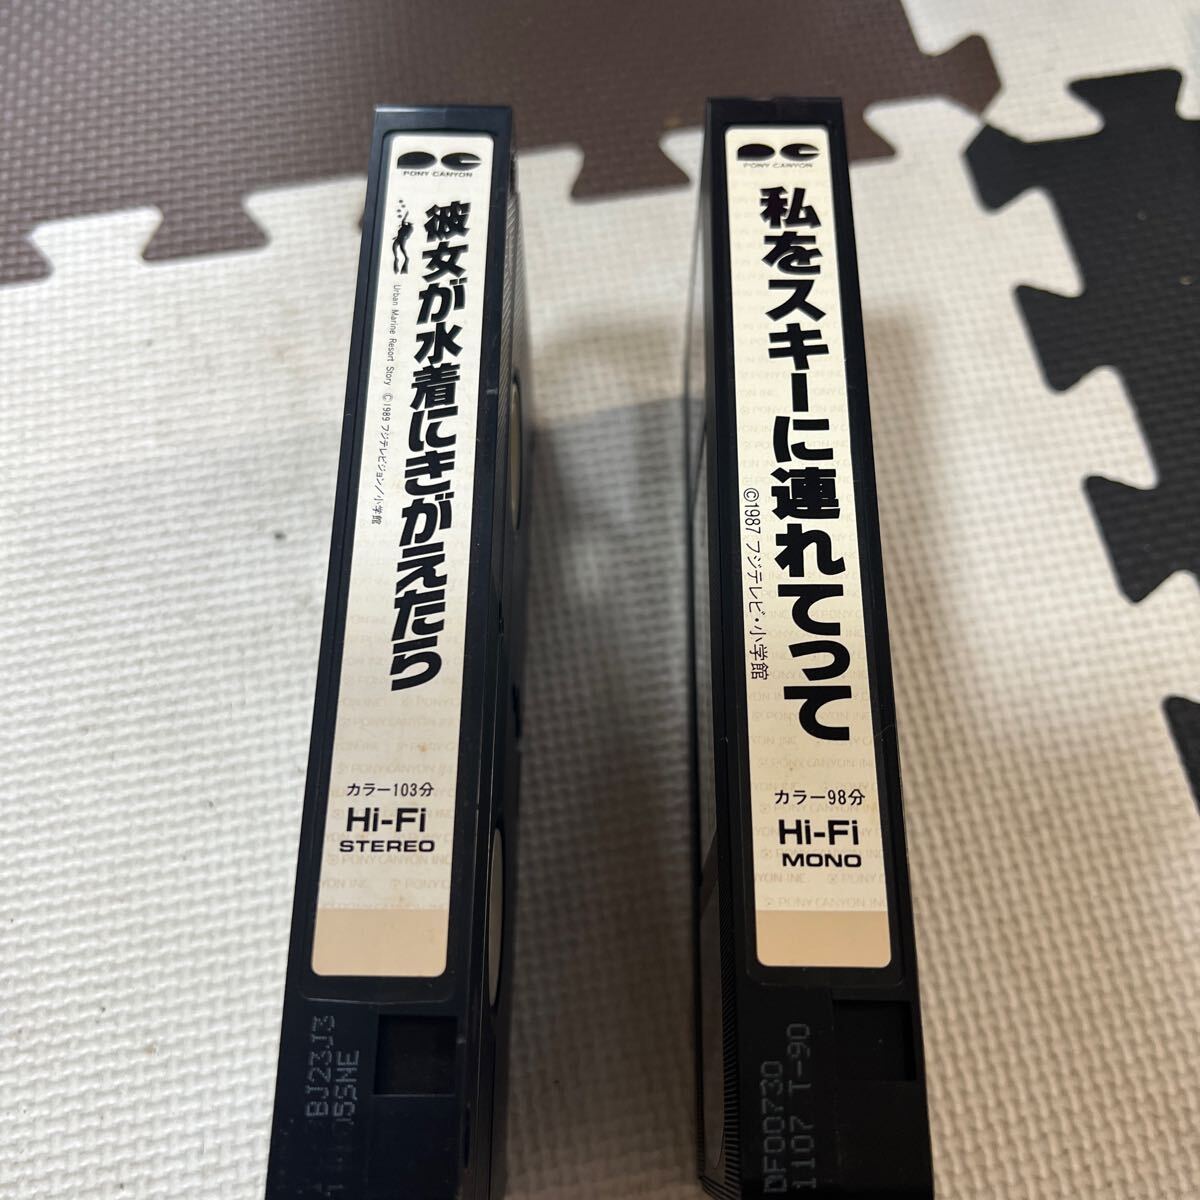 PONY CANYON
彼女が水着にきがえたら
Urban Marine Resort Story ©1989 フジテレビジョン/小学館
カラー103分
Hi-Fi
STEREO
PONY CANYON
私をスキーに連れてって
©1987 フジテレビ・小学館
カラー98分
Hi-Fi
MONO
DF00730
1107 T-90